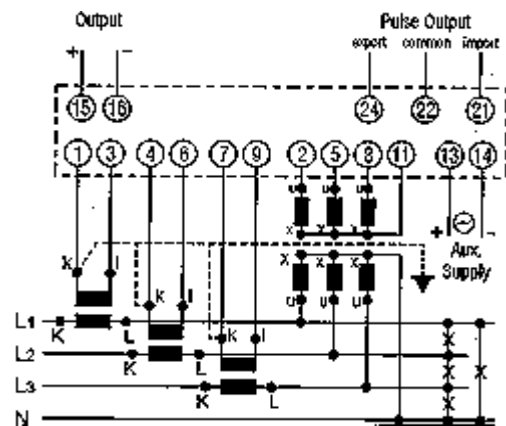 Output
Pulse Output
export common import
+ -
15 16 24 22 21
1 3 4 6 7 9 2 5 8 11 13 14
u u u
x
+ -
Aux.
Supply
k l
x x x
k l
u u u
k l
L1
K L
L2
K L
X
L3
K L
X X
X
N